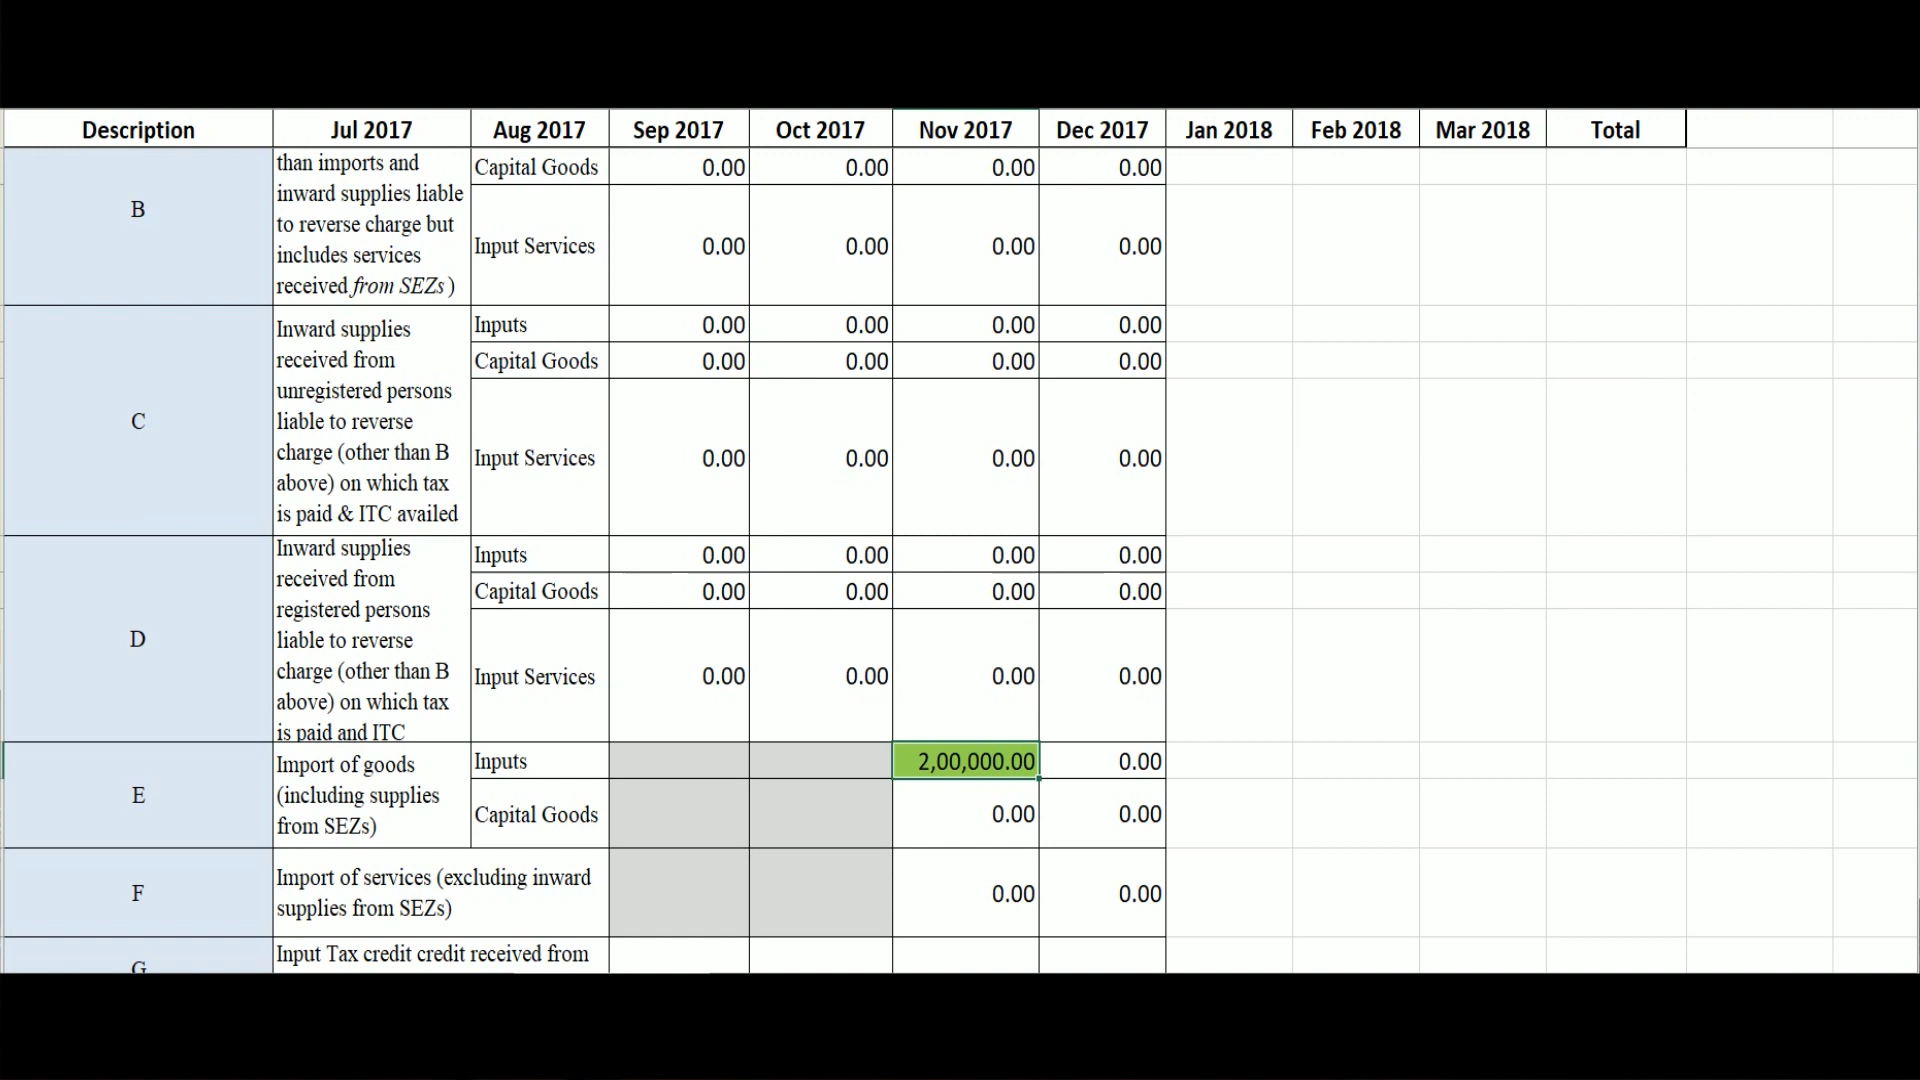 Description Jul 2017 Aug 2017 Sep 2017 Oct 2017 Nov 2017 Dec 2017 Jan 2018 Feb 2018 Mar 2018 Total
B
than imports and
inward supplies liable
to reverse charge but
includes services
received from SEZs )
Capital Goods 0.00 0.00 0.00 0.00
Input Services 0.00 0.00 0.00 0.00
C
Inward supplies
received from
unregistered persons
liable to reverse
charge (other than B
above) on which tax
is paid & ITC availed
Inputs 0.00 0.00 0.00 0.00
Capital Goods 0.00 0.00 0.00 0.00
Input Services 0.00 0.00 0.00 0.00
D
Inward supplies
received from
registered persons
liable to reverse
charge (other than B
above) on which tax
is paid and ITC
Inputs 0.00 0.00 0.00 0.00
Capital Goods 0.00 0.00 0.00 0.00
Input Services 0.00 0.00 0.00 0.00
E
Import of goods
(including supplies
from SEZs)
Inputs 2,00,000.00 0.00
Capital Goods 0.00 0.00
F
Import of services (excluding inward
supplies from SEZs)
0.00 0.00
G
Input Tax credit credit received from